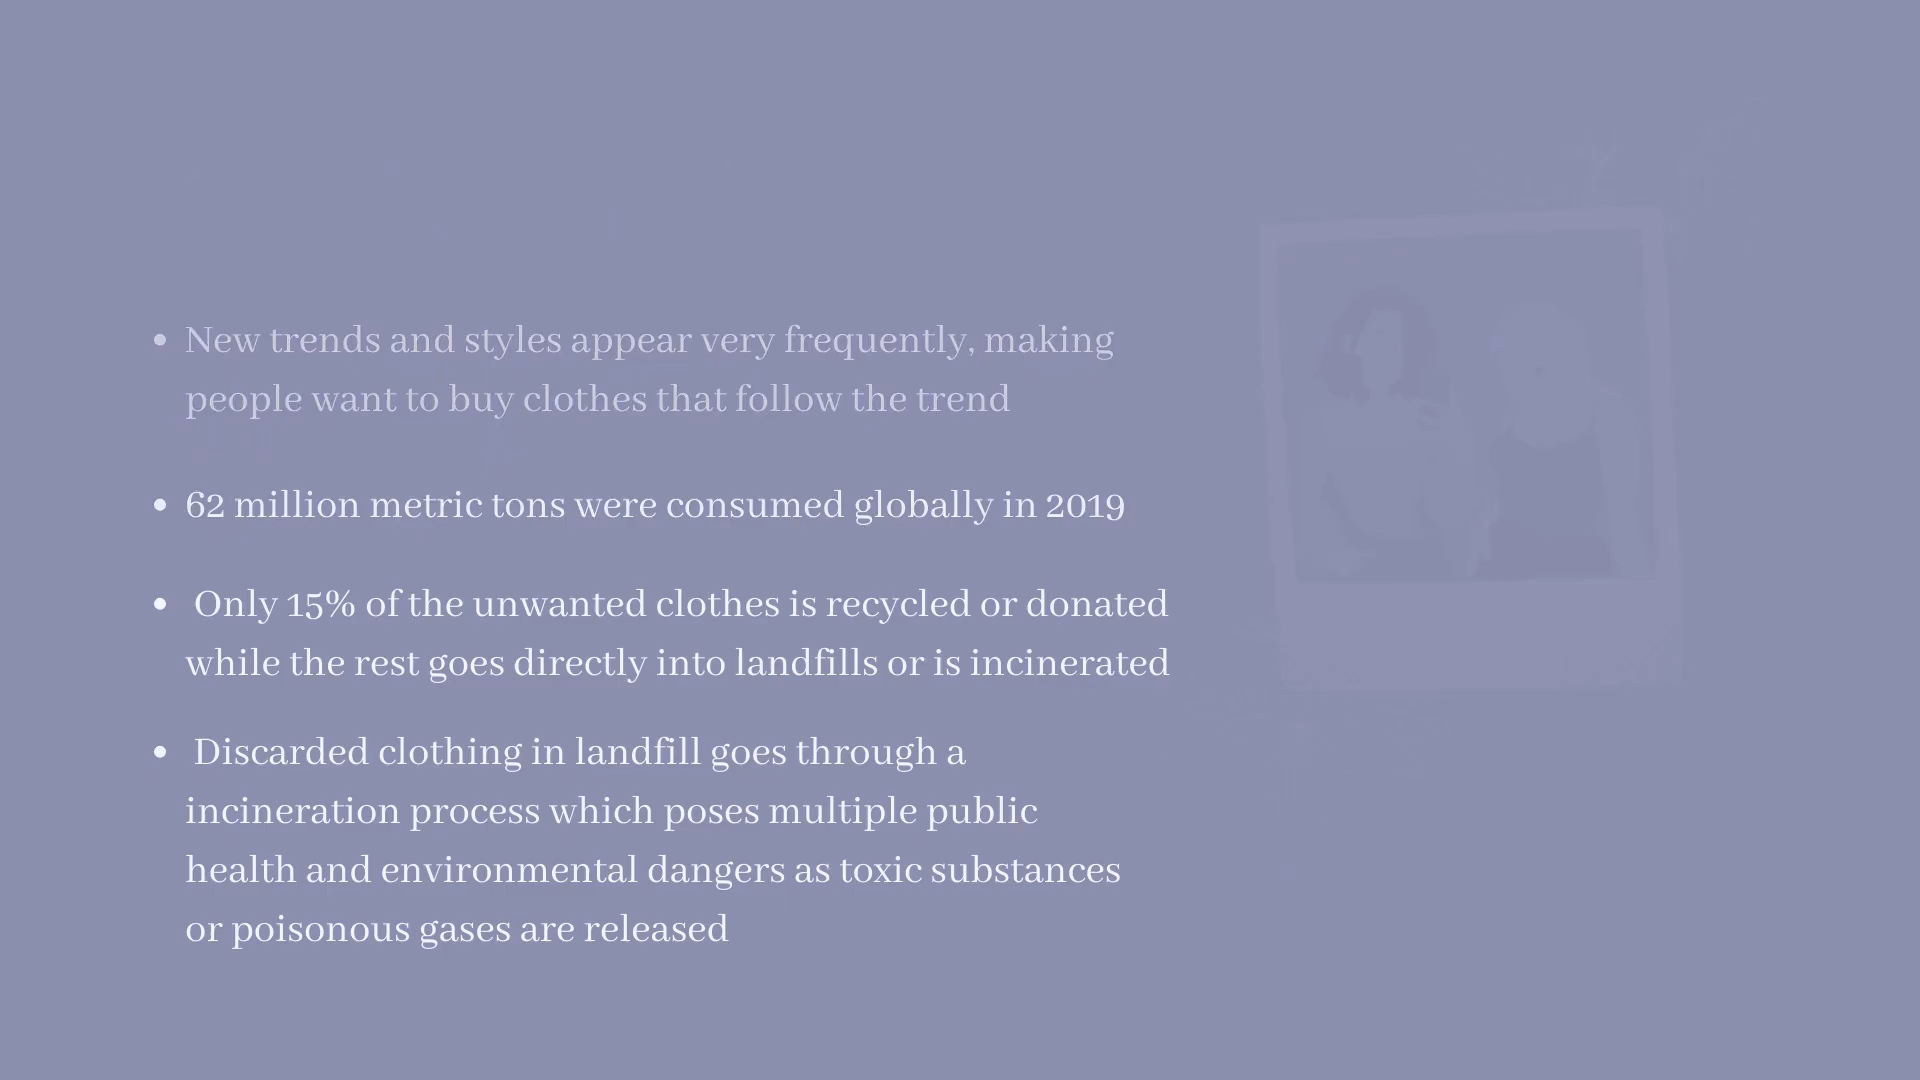 • New trends and styles appear very frequently, making
people want to buy clothes that follow the trend
• 62 million metric tons were consumed globally in 2019
• Only 15% of the unwanted clothes is recycled or donated
while the rest goes directly into landfills or is incinerated
• Discarded clothing in landfill goes through a
incineration process which poses multiple public
health and environmental dangers as toxic substances
or poisonous gases are released